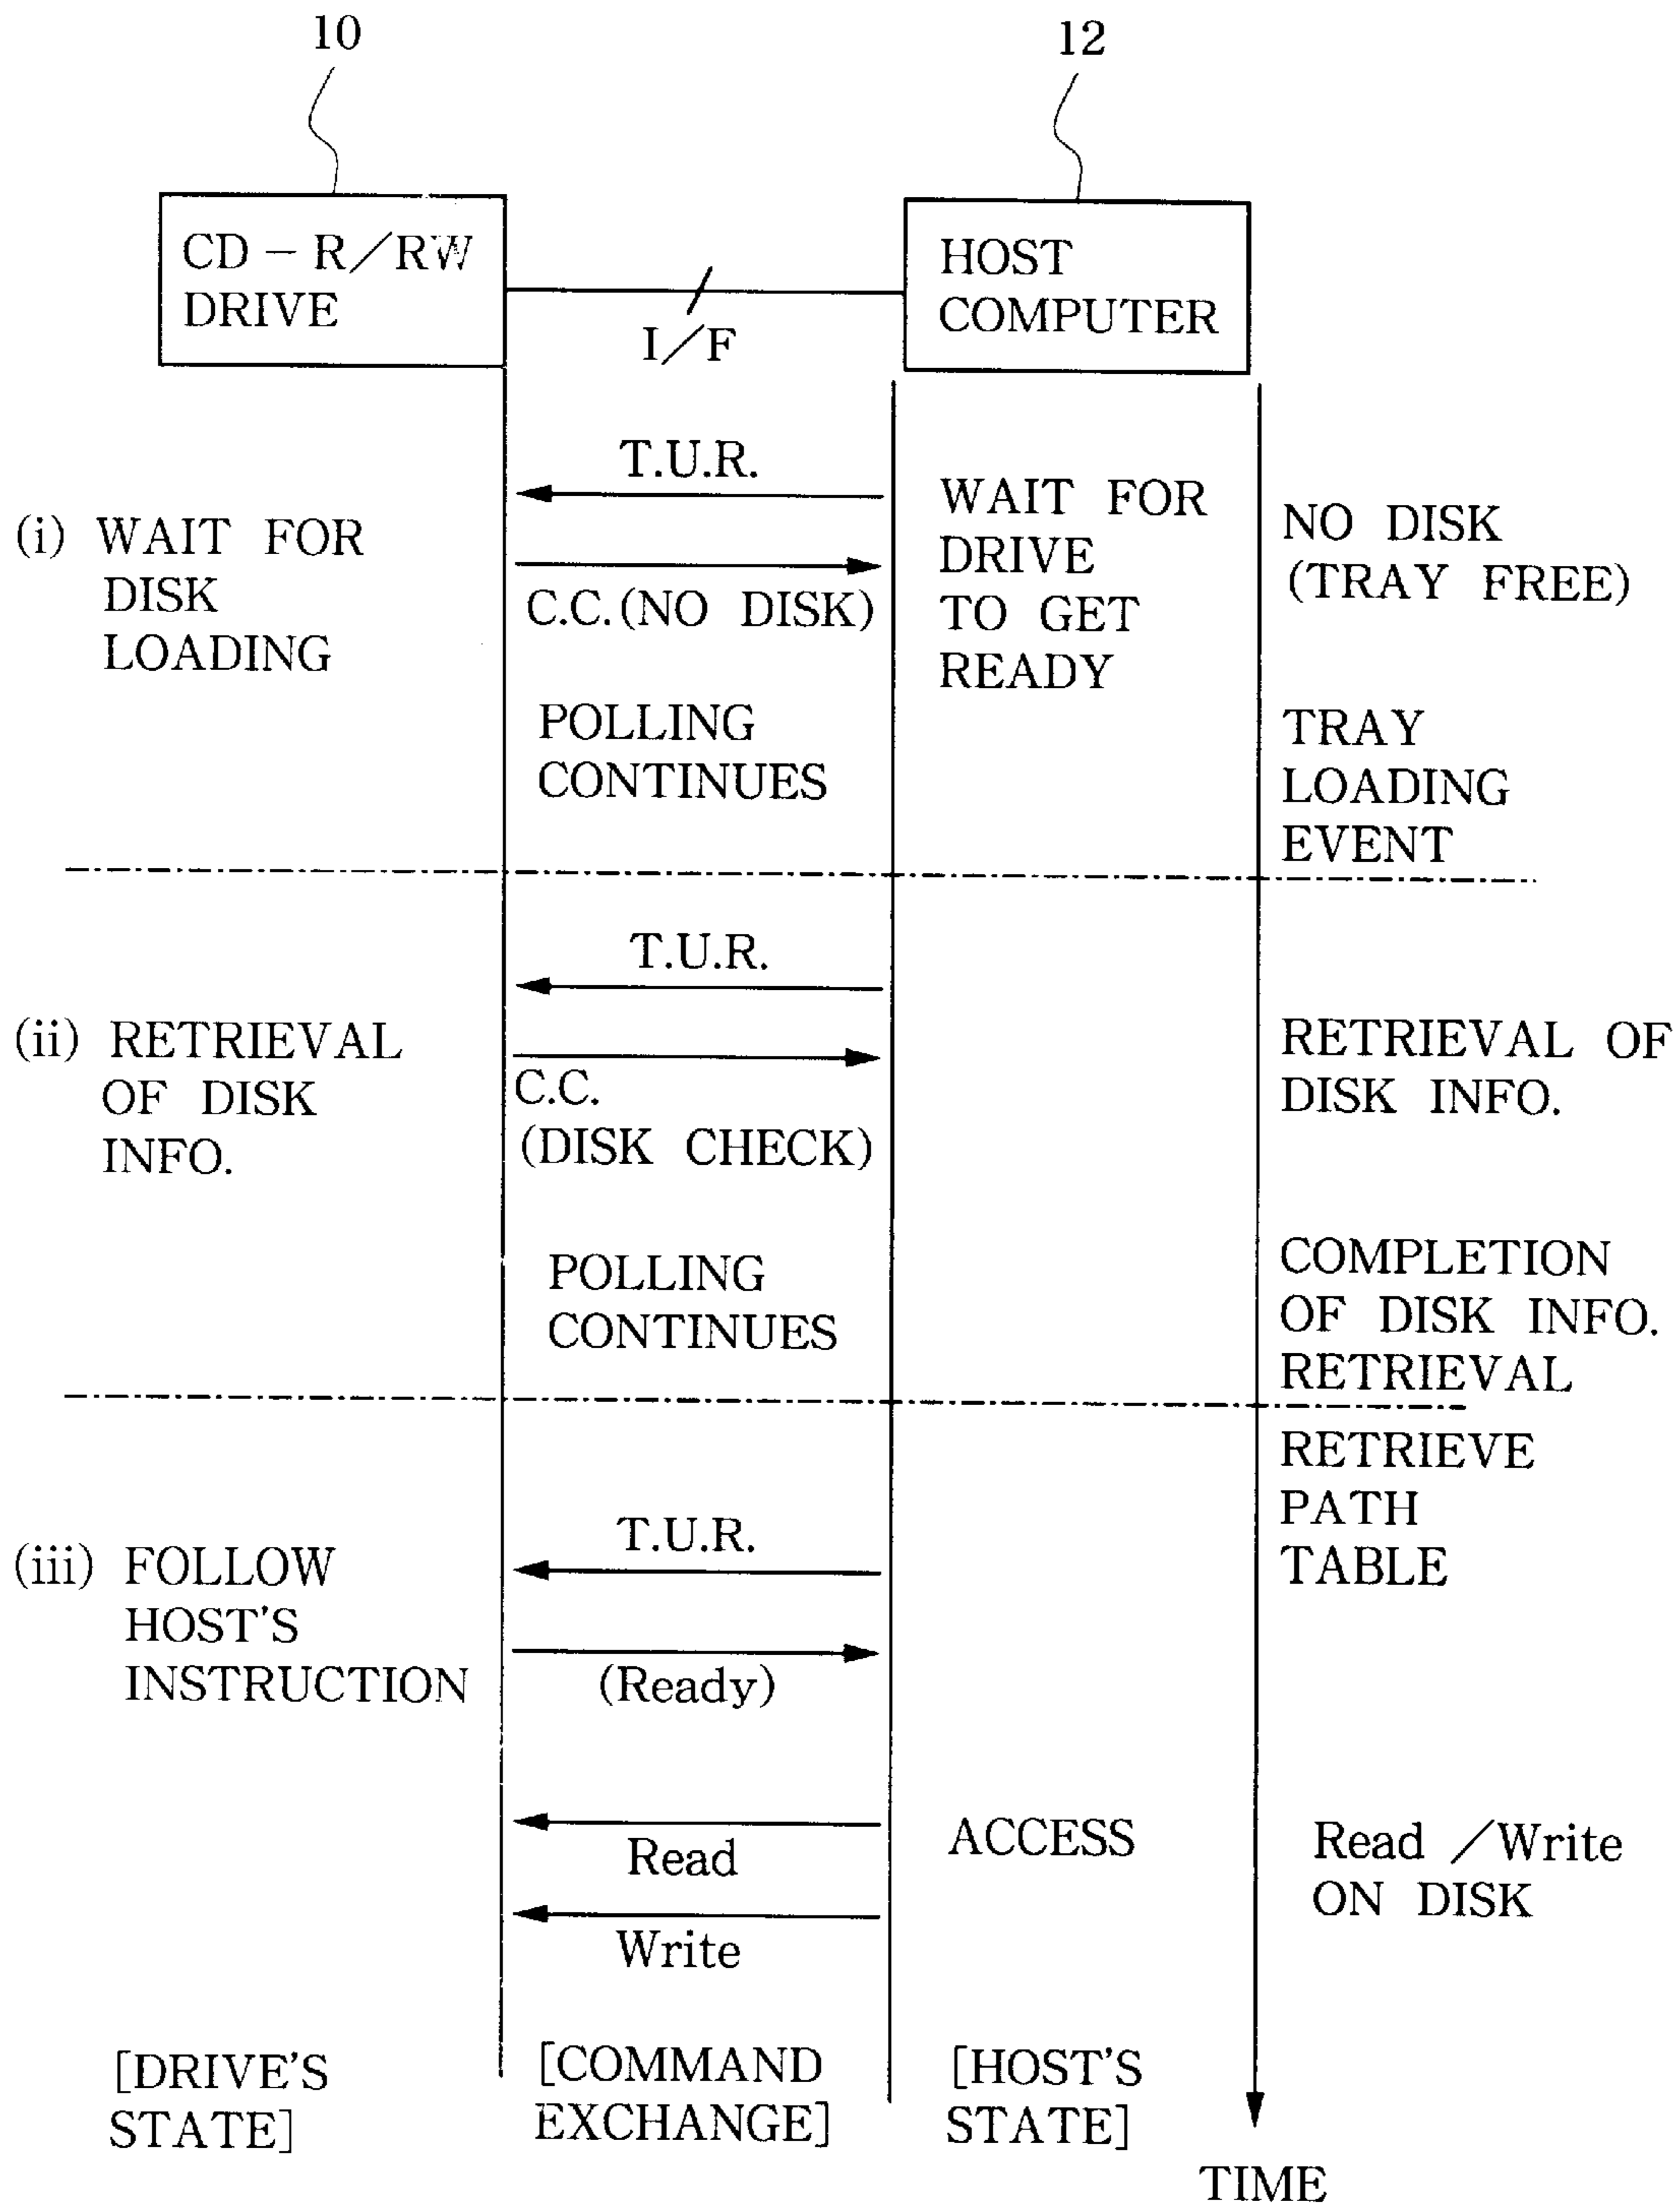 10
12
CD - R/RW
DRIVE
I/F
HOST
COMPUTER
(i) WAIT FOR
DISK
LOADING
T.U.R.
C.C. (NO DISK)
POLLING
CONTINUES
WAIT FOR
DRIVE
TO GET
READY
NO DISK
(TRAY FREE)
TRAY
LOADING
EVENT
(ii) RETRIEVAL
OF DISK
INFO.
T.U.R.
C.C.
(DISK CHECK)
POLLING
CONTINUES
RETRIEVAL OF
DISK INFO.
COMPLETION
OF DISK INFO.
RETRIEVAL
(iii) FOLLOW
HOST'S
INSTRUCTION
T.U.R.
(Ready)
Read
Write
ACCESS
RETRIEVE
PATH
TABLE
Read /Write
ON DISK
[DRIVE'S
STATE]
[COMMAND
EXCHANGE]
[HOST'S
STATE]
TIME